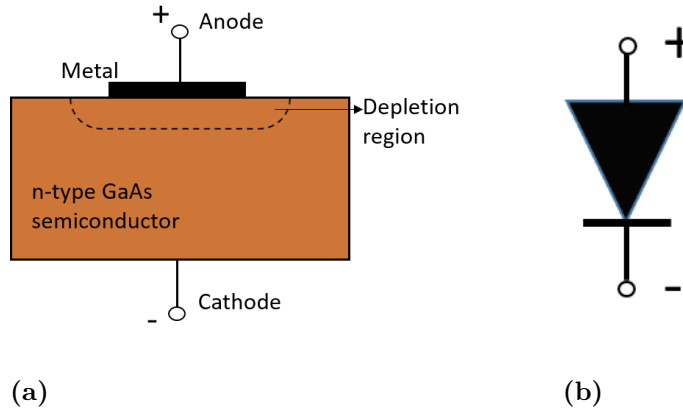 + Anode
Metal
Depletion
region
n-type GaAs
semiconductor
Cathode
-
+
-
(a)
(b)